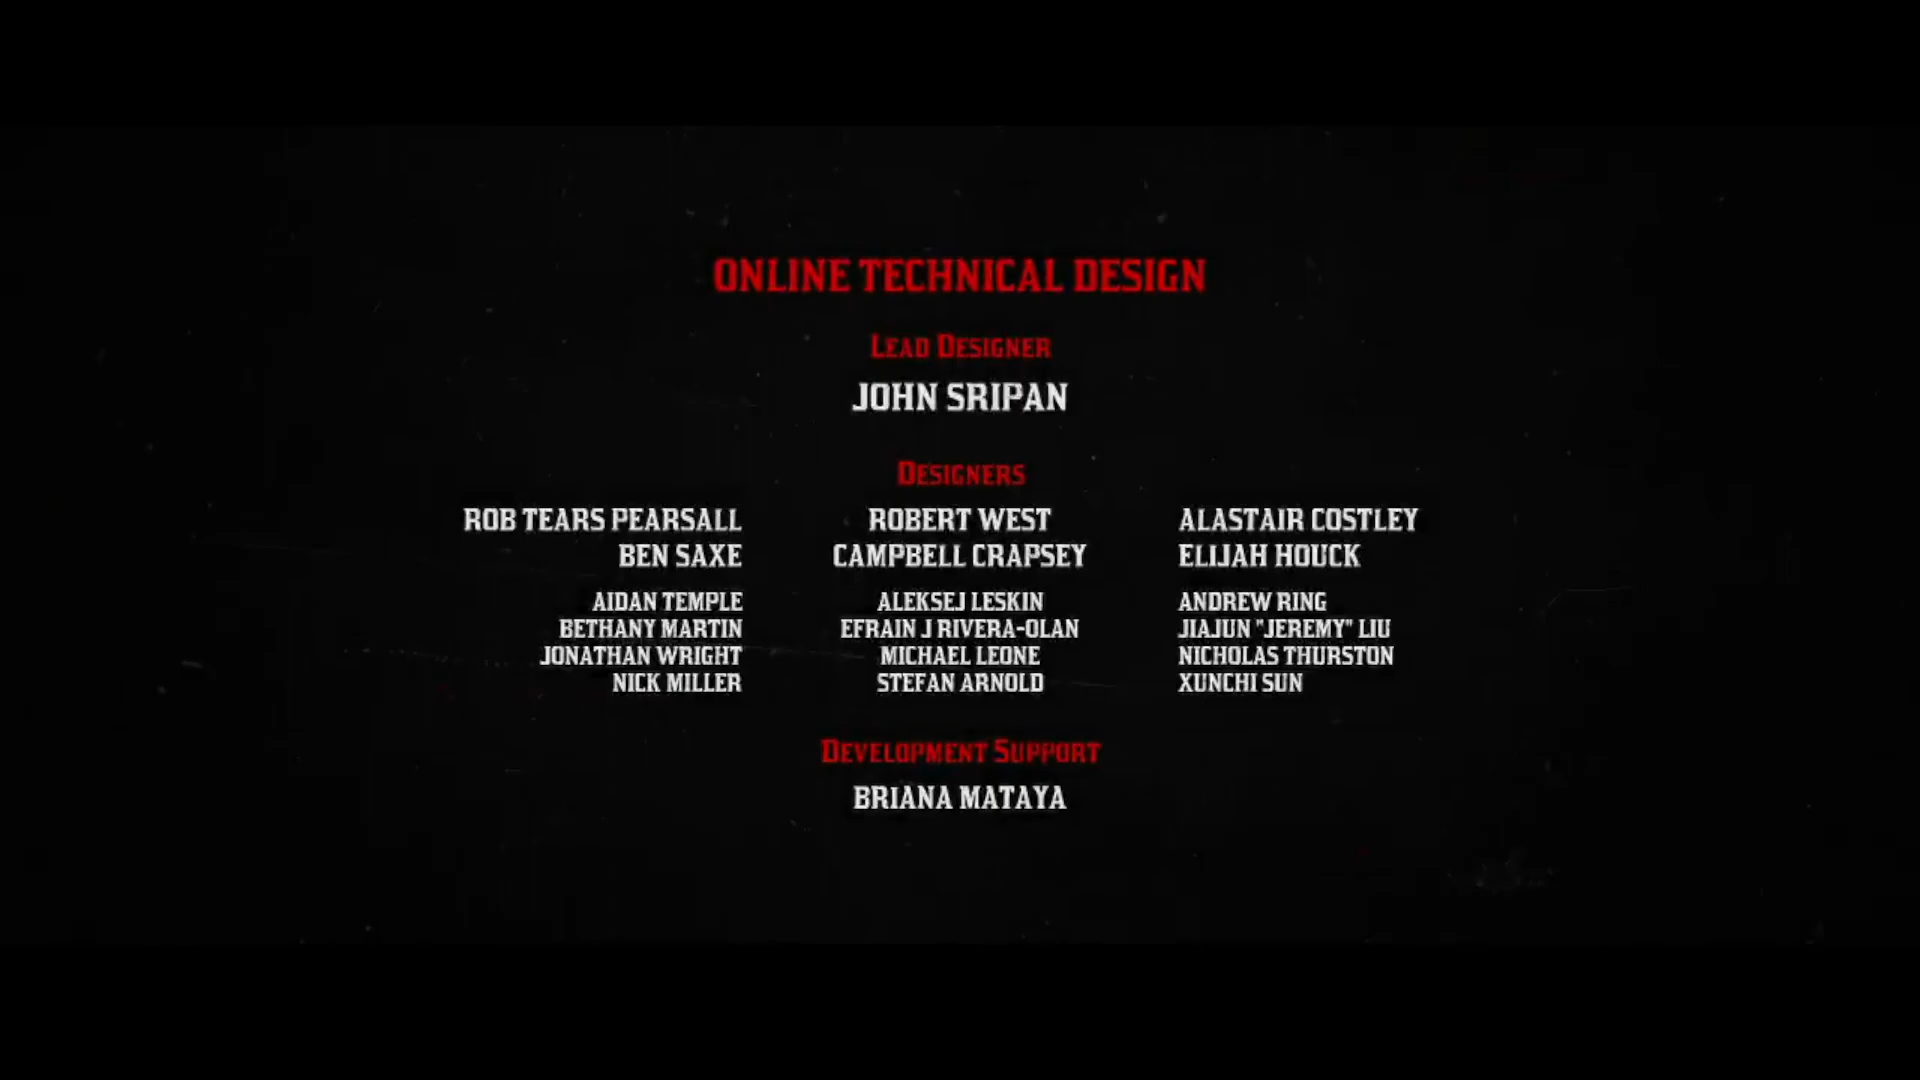 ONLINE TECHNICAL DESIGN
LEAD DESIGNER
JOHN SRIPAN
DESIGNERS
ROB TEARS PEARSALL ROBERT WEST ALASTAIR COSTLEY
BEN SAXE CAMPBELL CRAPSEY ELIJAH HOUCK
AIDAN TEMPLE ALEKSEJ LESKIN ANDREW RING
BETHANY MARTIN EFRAIN J RIVERA-OLAN JIAJUN "JEREMY" LIU
JONATHAN WRIGHT MICHAEL LEONE NICHOLAS THURSTON
NICK MILLER STEFAN ARNOLD XUNCHI SUN
DEVELOPMENT SUPPORT
BRIANA MATAYA